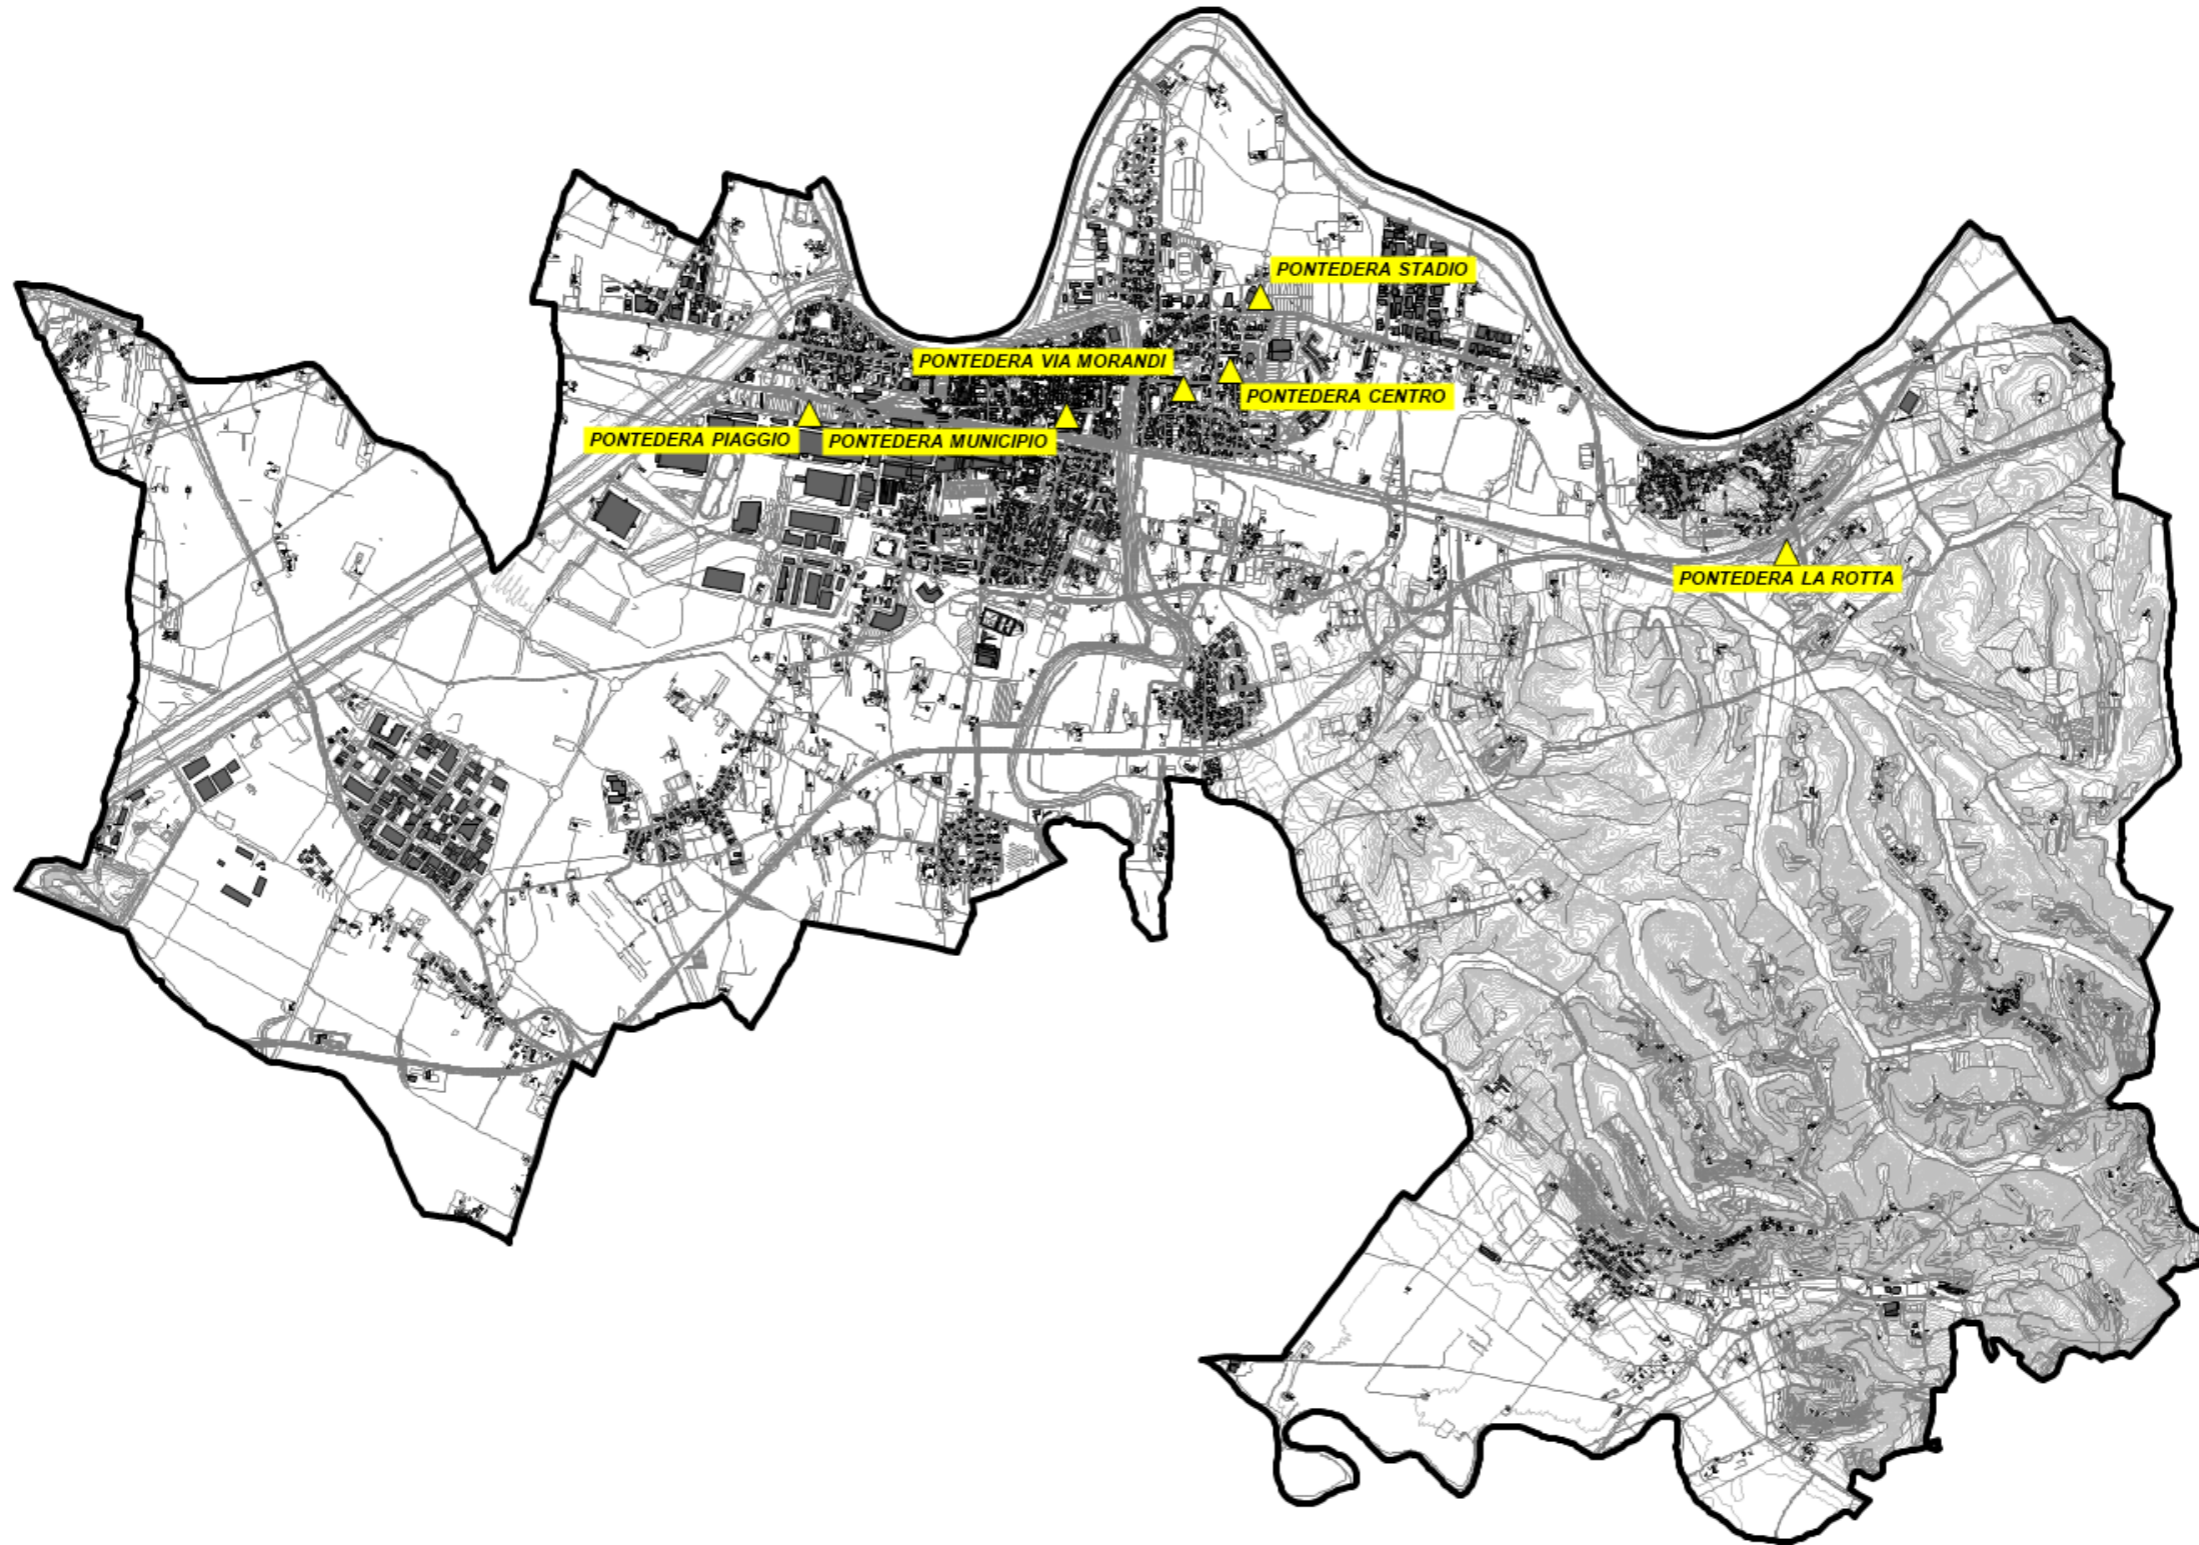 PONTEDERA STADIO
PONTEDERA VIA MORANDI
PONTEDERA CENTRO
PONTEDERA PIAGGIO
PONTEDERA MUNICIPIO
PONTEDERA LA ROTTA